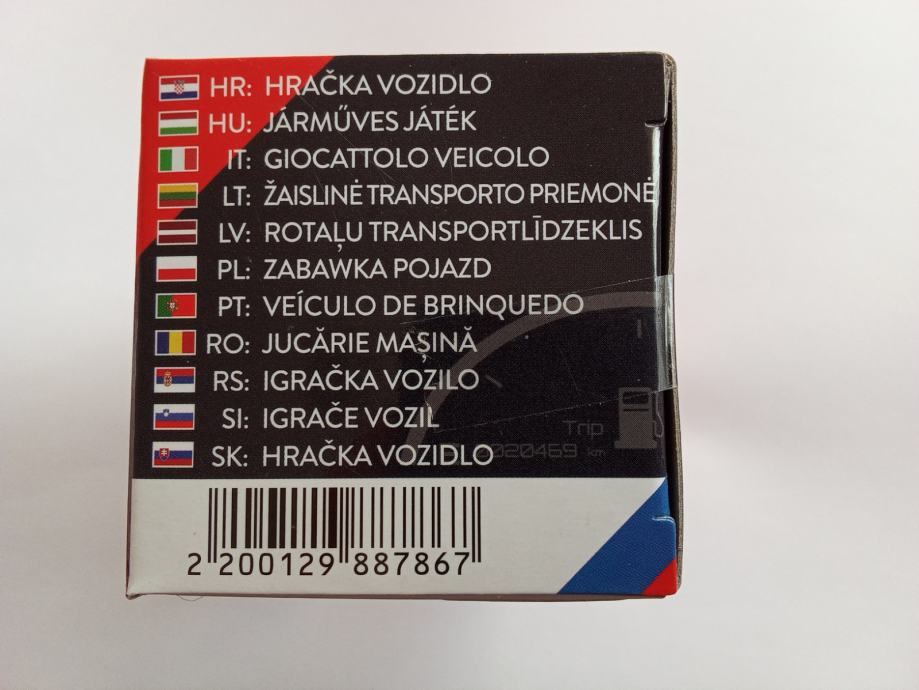 HR: HRAČKA VOZIDLO
HU: JÁRMŰVES JÁTÉK
IT: GIOCATTOLO VEICOLO
LT: ŽAISLINĖ TRANSPORTO PRIEMONĖ
LV: ROTAĻU TRANSPORTLĪDZEKLIS
PL: ZABAWKA POJAZD
PT: VEÍCULO DE BRINQUEDO
RO: JUCĂRIE MAȘINĂ
RS: IGRAČKA VOZILO
SI: IGRAČE VOZIL
Trip
SK: HRAČKA VOZIDLO
020469 km
2 200129 887867